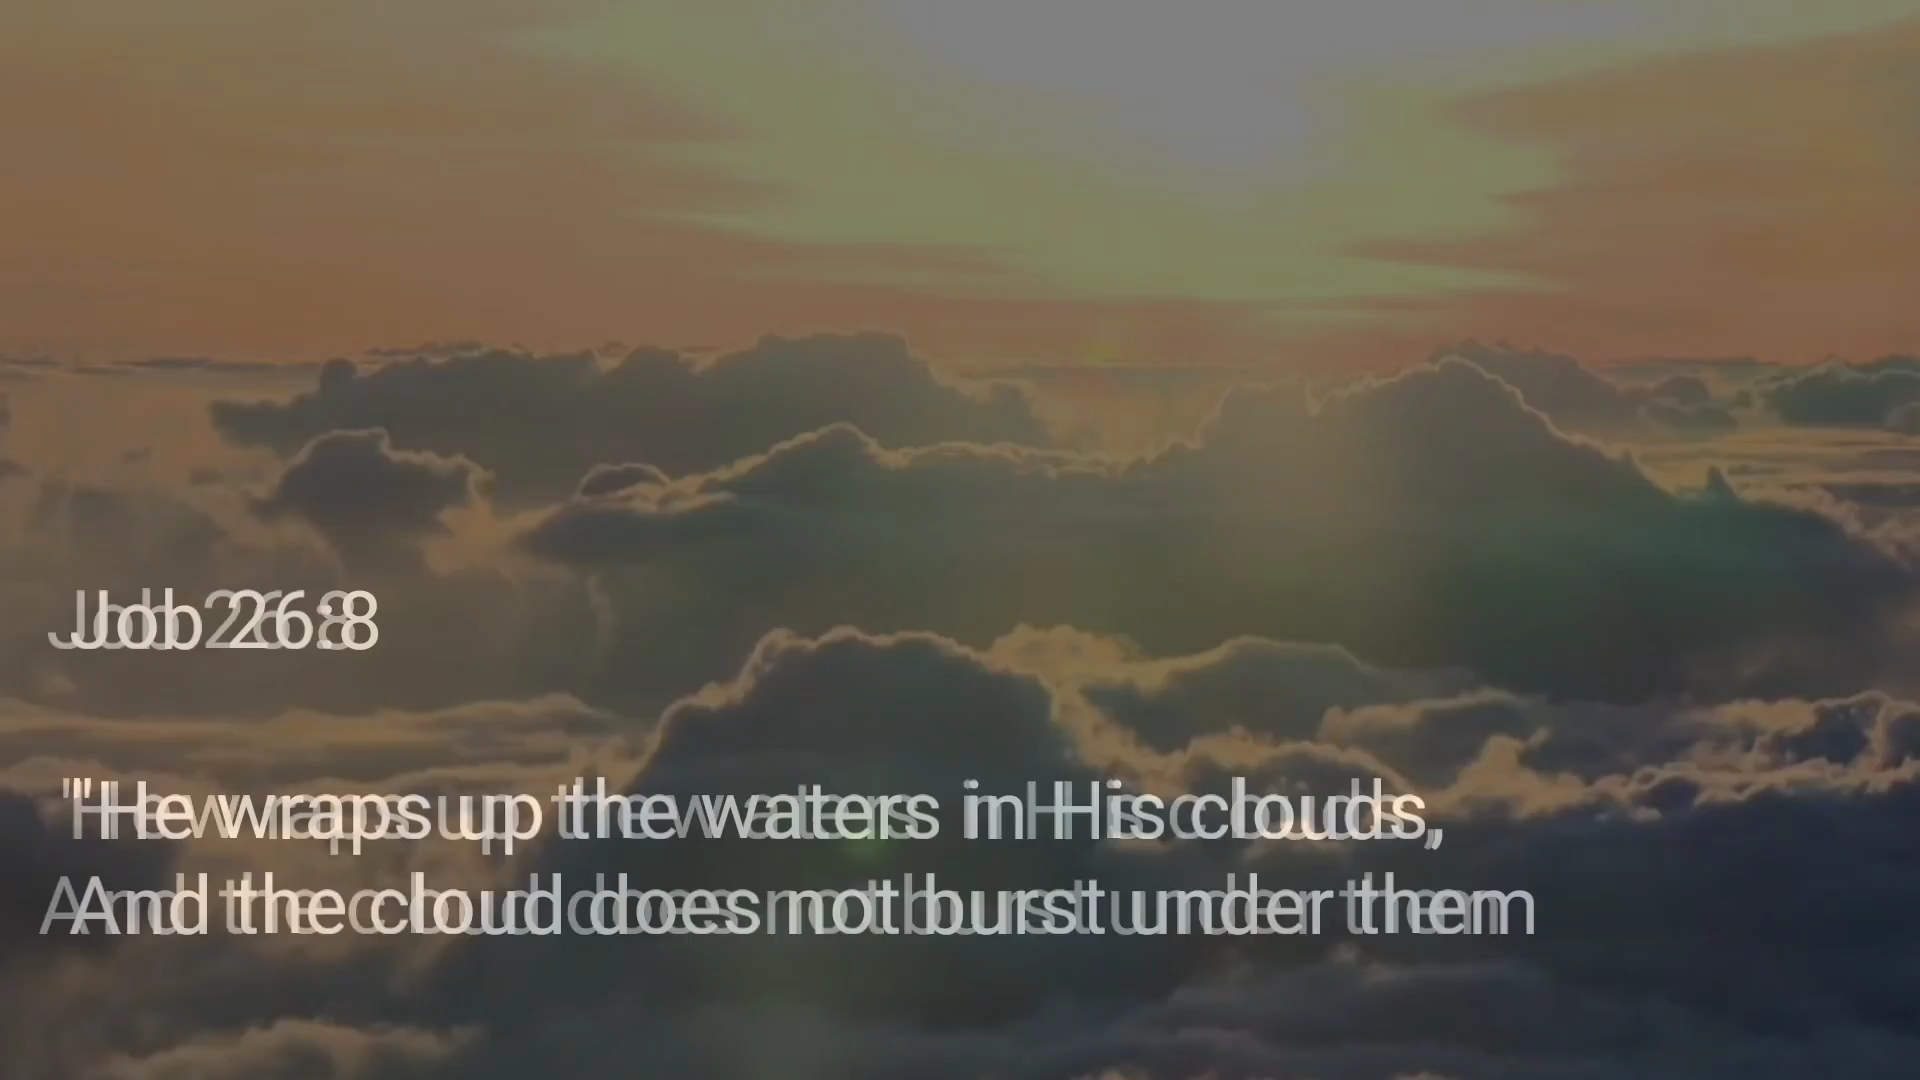 Job 26:8
"He wraps up the waters in His clouds,
And the cloud does not burst under them